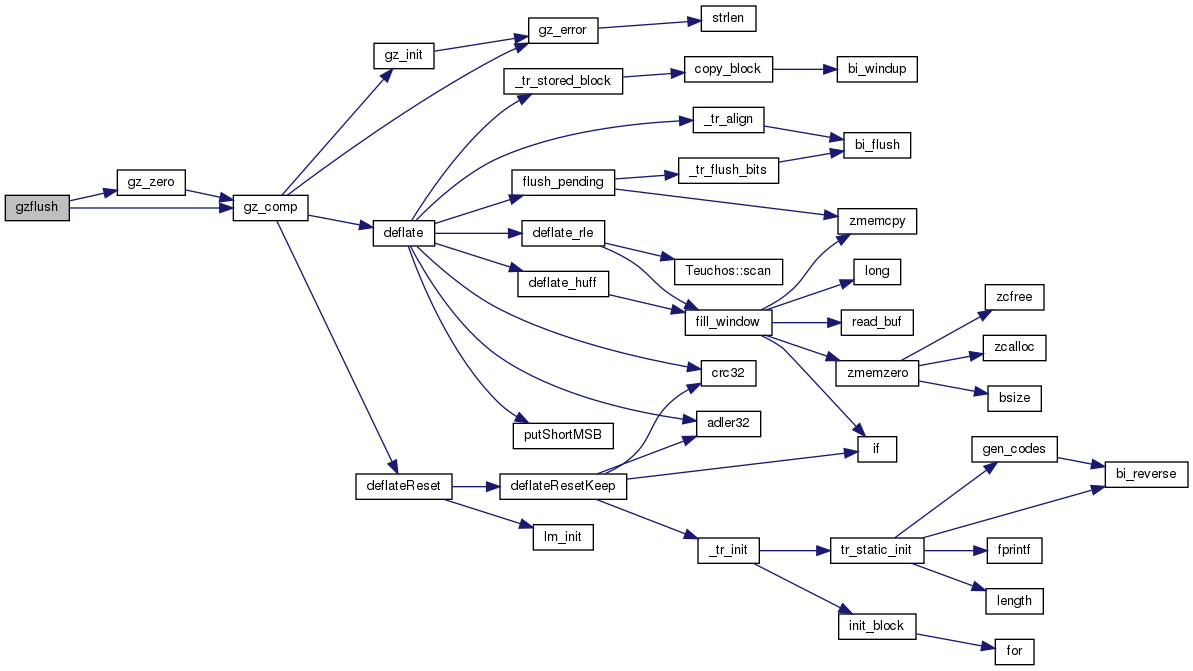 gzflush
gz_zero
gz_comp
gz_init
gz_error
strlen
deflate
_tr_stored_block
copy_block
bi_windup
_tr_align
bi_flush
flush_pending
_tr_flush_bits
zmemcpy
deflate_rle
Teuchos::scan
deflate_huff
fill_window
long
read_buf
zmemzero
zcfree
zcalloc
bsize
if
crc32
adler32
putShortMSB
deflateReset
deflateResetKeep
lm_init
_tr_init
tr_static_init
gen_codes
bi_reverse
fprintf
length
init_block
for